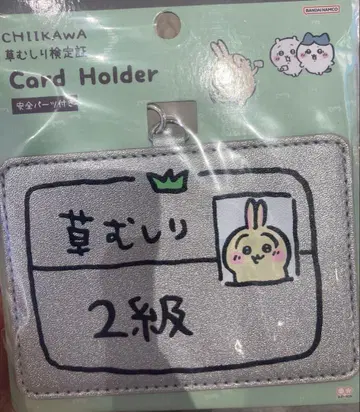 CHIIKAWA
BANDAI NAMCO
草むしり検定証
Card Holder
安全パーツ付き
草むしり
2級